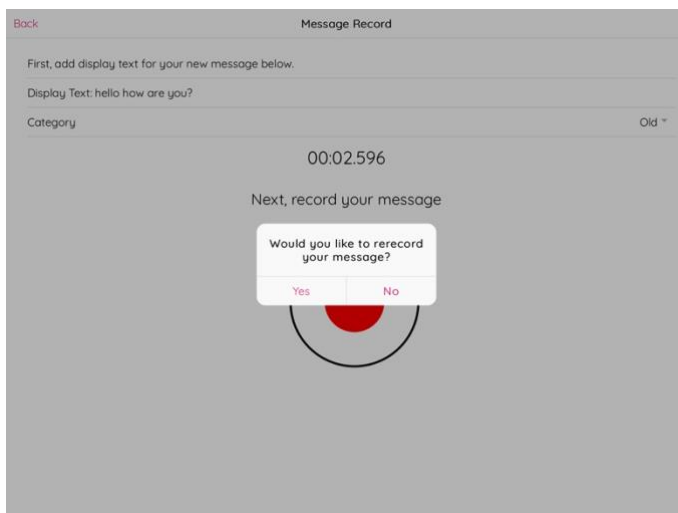 Back
Message Record
First, add display text for your new message below.
Display Text: hello how are you?
Category
Old
00:02.596
Next, record your message
Would you like to rerecord
your message?
Yes
No